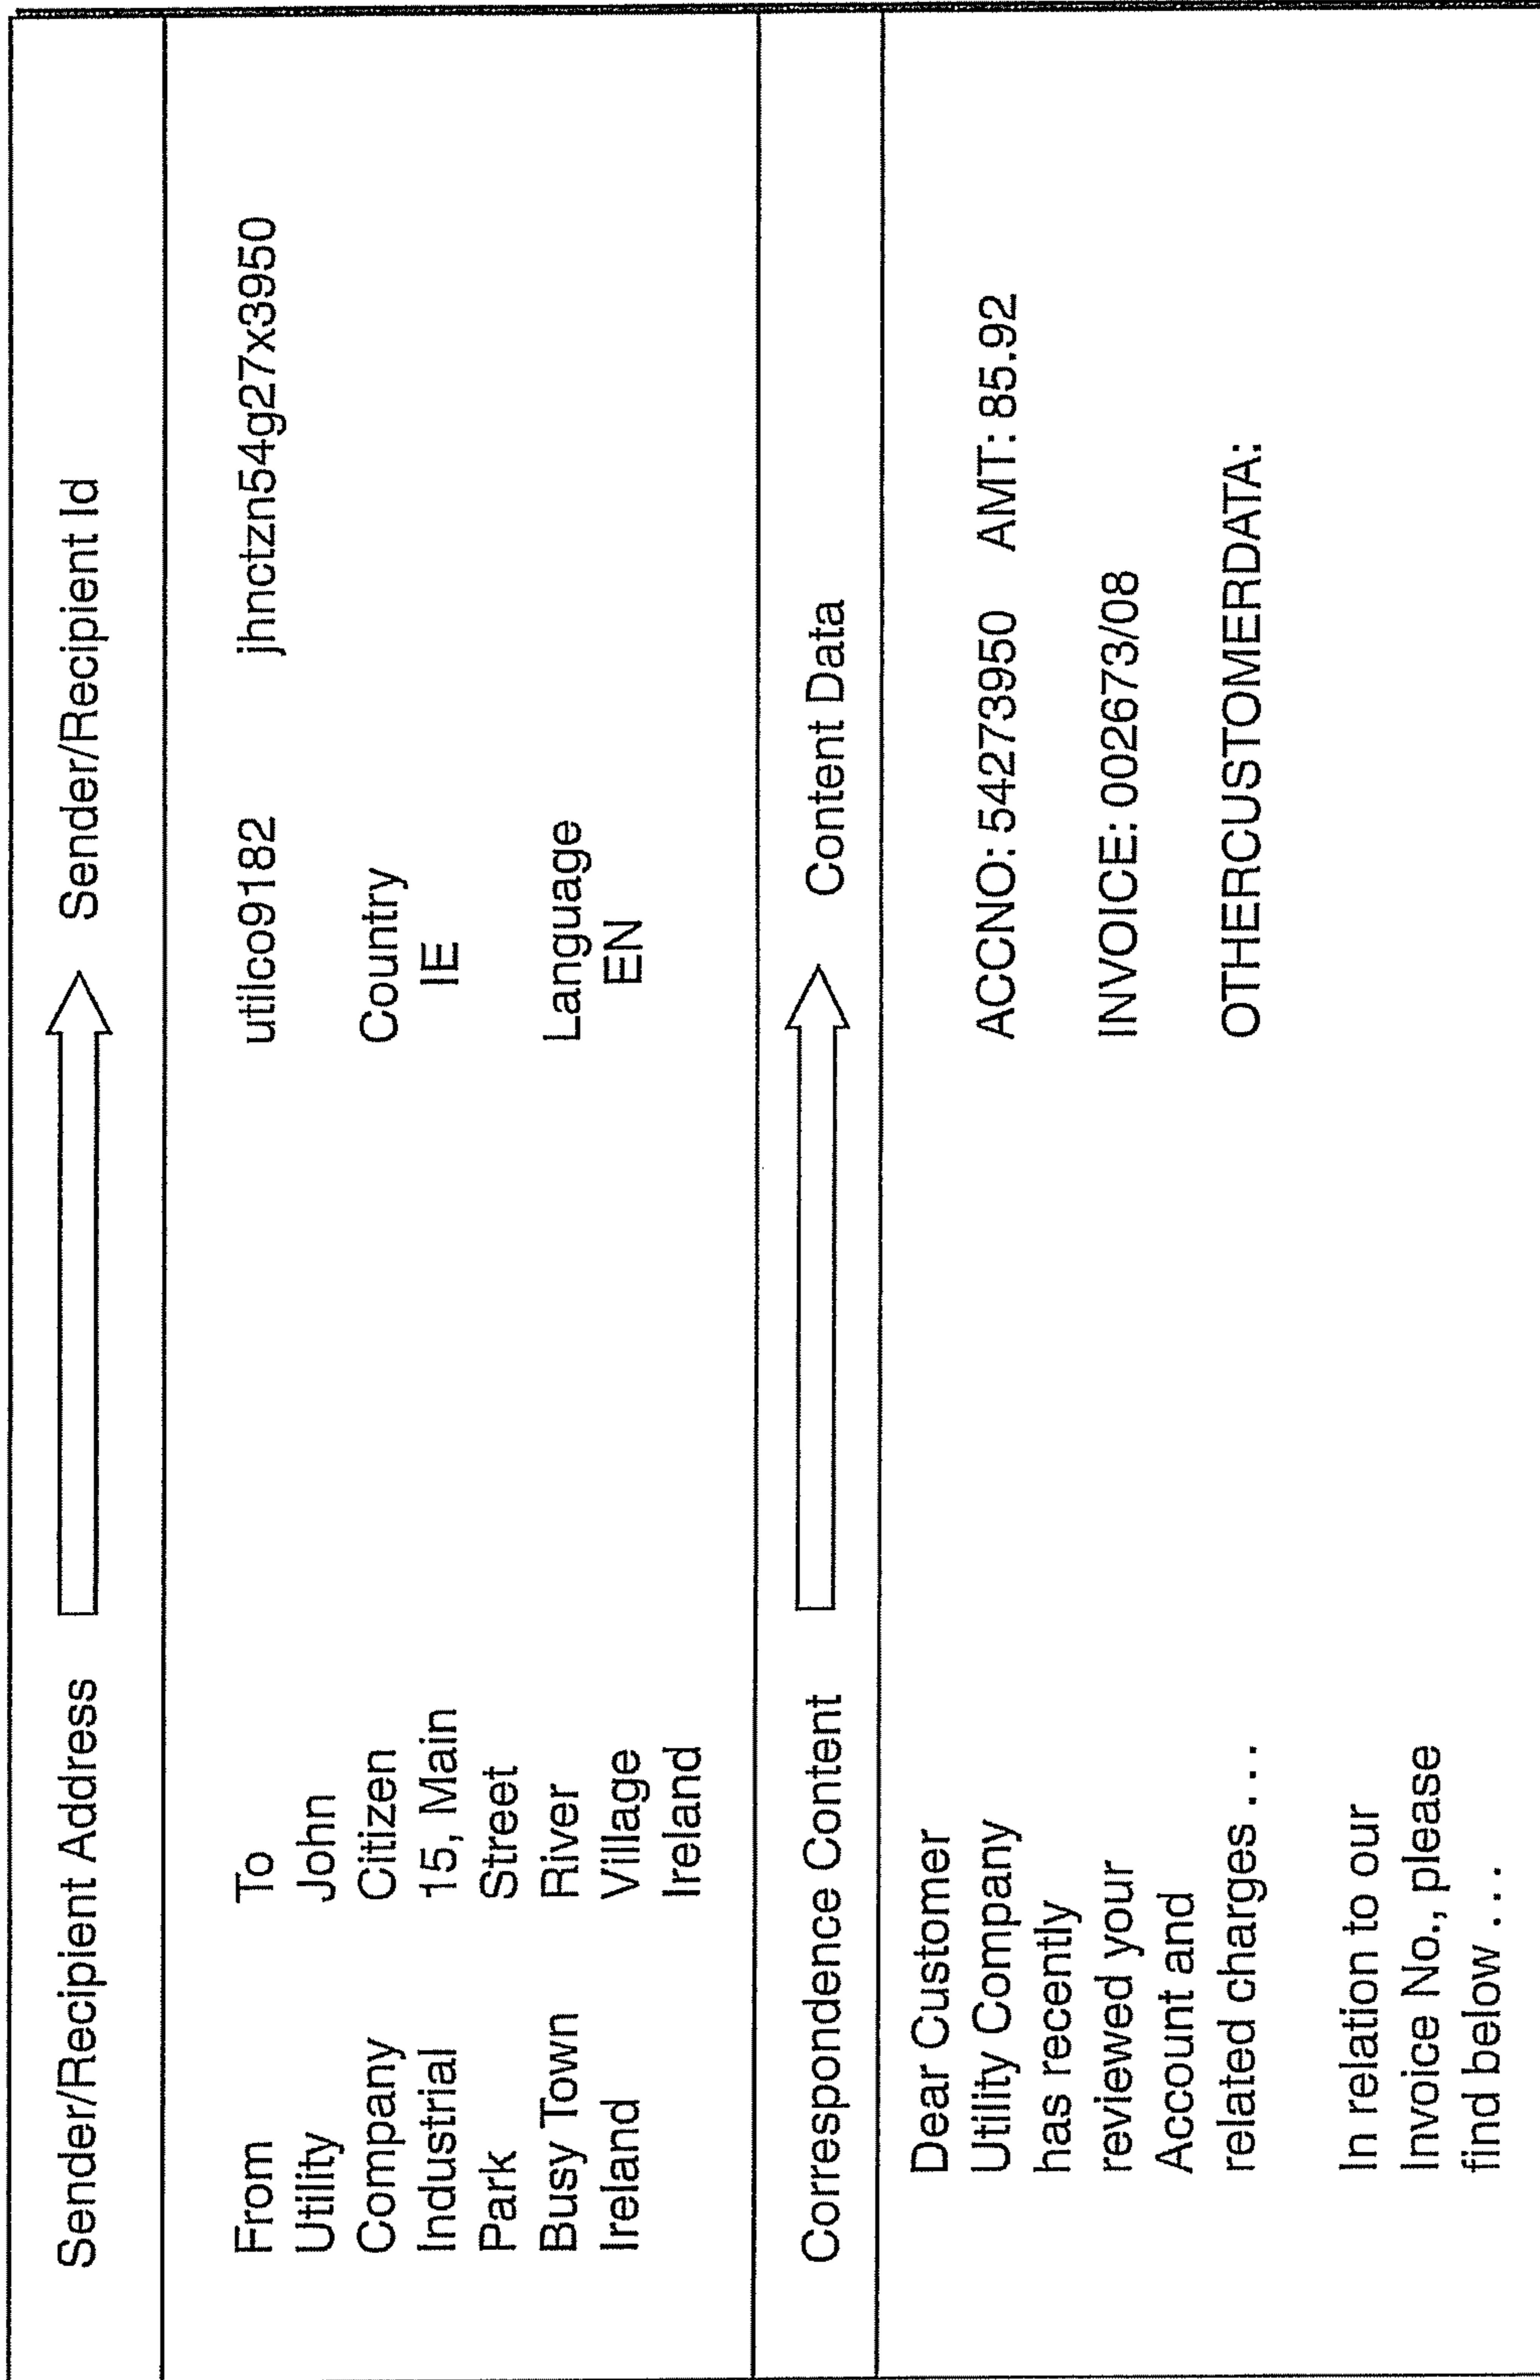 Sender/Recipient Address Sender/Recipient Id
From To utilco9182 jhnctzn54g27x3950
Utility John
Company Citizen Country
Industrial 15, Main IE
Park Street
Busy Town River Language
Ireland Village EN
Ireland
Correspondence Content Content Data
Dear Customer
Utility Company ACCNO: 54273950 AMT: 85.92
has recently
reviewed your INVOICE: 002673/08
Account and
related charges . . . OTHERCUSTOMERDATA:
In relation to our
Invoice No., please
find below . . .